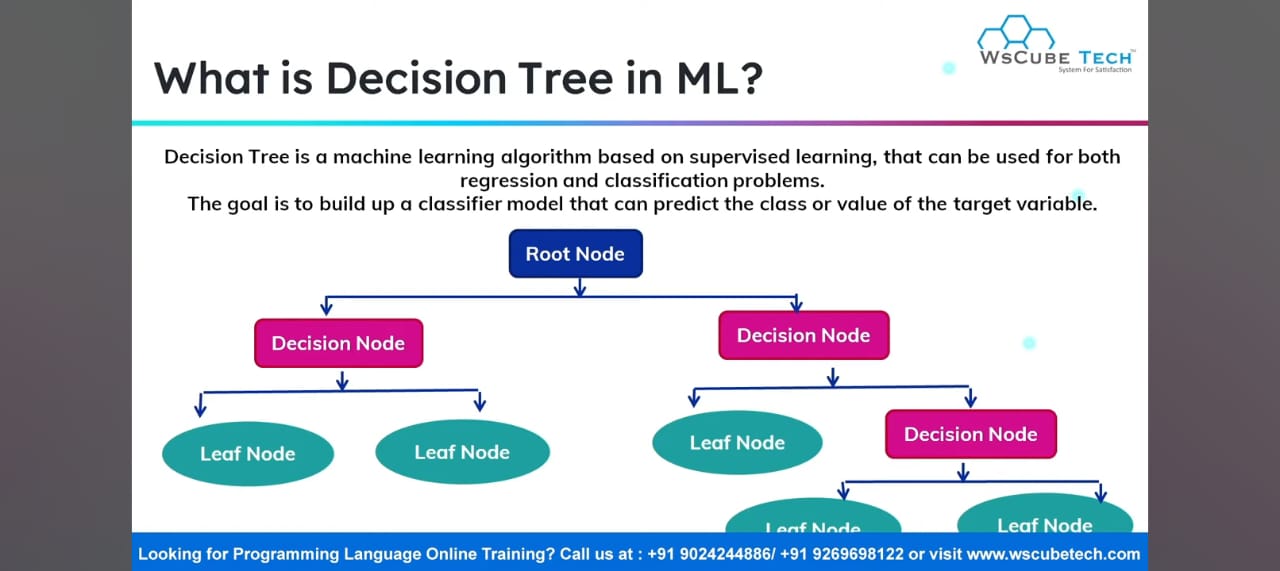 WsCube Tech
System For Satisfaction
What is Decision Tree in ML?
Decision Tree is a machine learning algorithm based on supervised learning, that can be used for both
regression and classification problems.
The goal is to build up a classifier model that can predict the class or value of the target variable.
Root Node
Decision Node
Decision Node
Leaf Node
Leaf Node
Leaf Node
Decision Node
Leaf Node
Leaf Node
Looking for Programming Language Online Training? Call us at : +91 9024244886/ +91 9269698122 or visit www.wscubetech.com